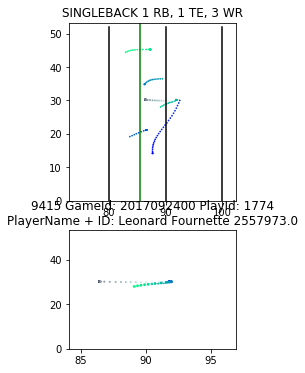 SINGLEBACK 1 RB, 1 TE, 3 WR
50
40
30
20
10
0
80 90 100
9415 GameId: 2017092400 PlayId: 1774
PlayerName + ID: Leonard Fournette 2557973.0
40
20
0
85 90 95